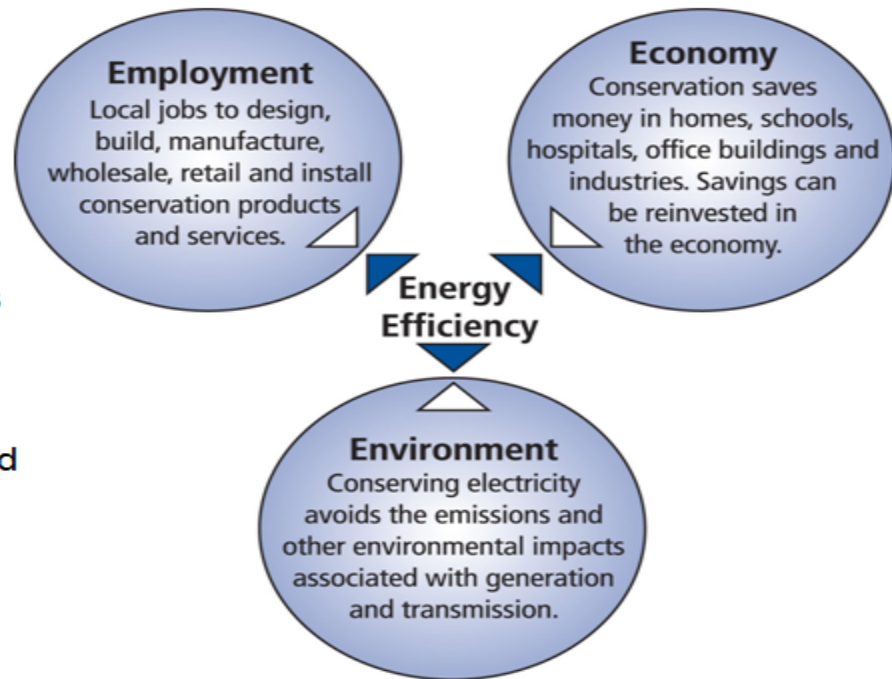 Employment
Local jobs to design,
build, manufacture,
wholesale, retail and install
conservation products
and services.
Economy
Conservation saves
money in homes, schools,
hospitals, office buildings and
industries. Savings can
be reinvested in
the economy.
Energy
Efficiency
Environment
Conserving electricity
avoids the emissions and
other environmental impacts
associated with generation
and transmission.
d